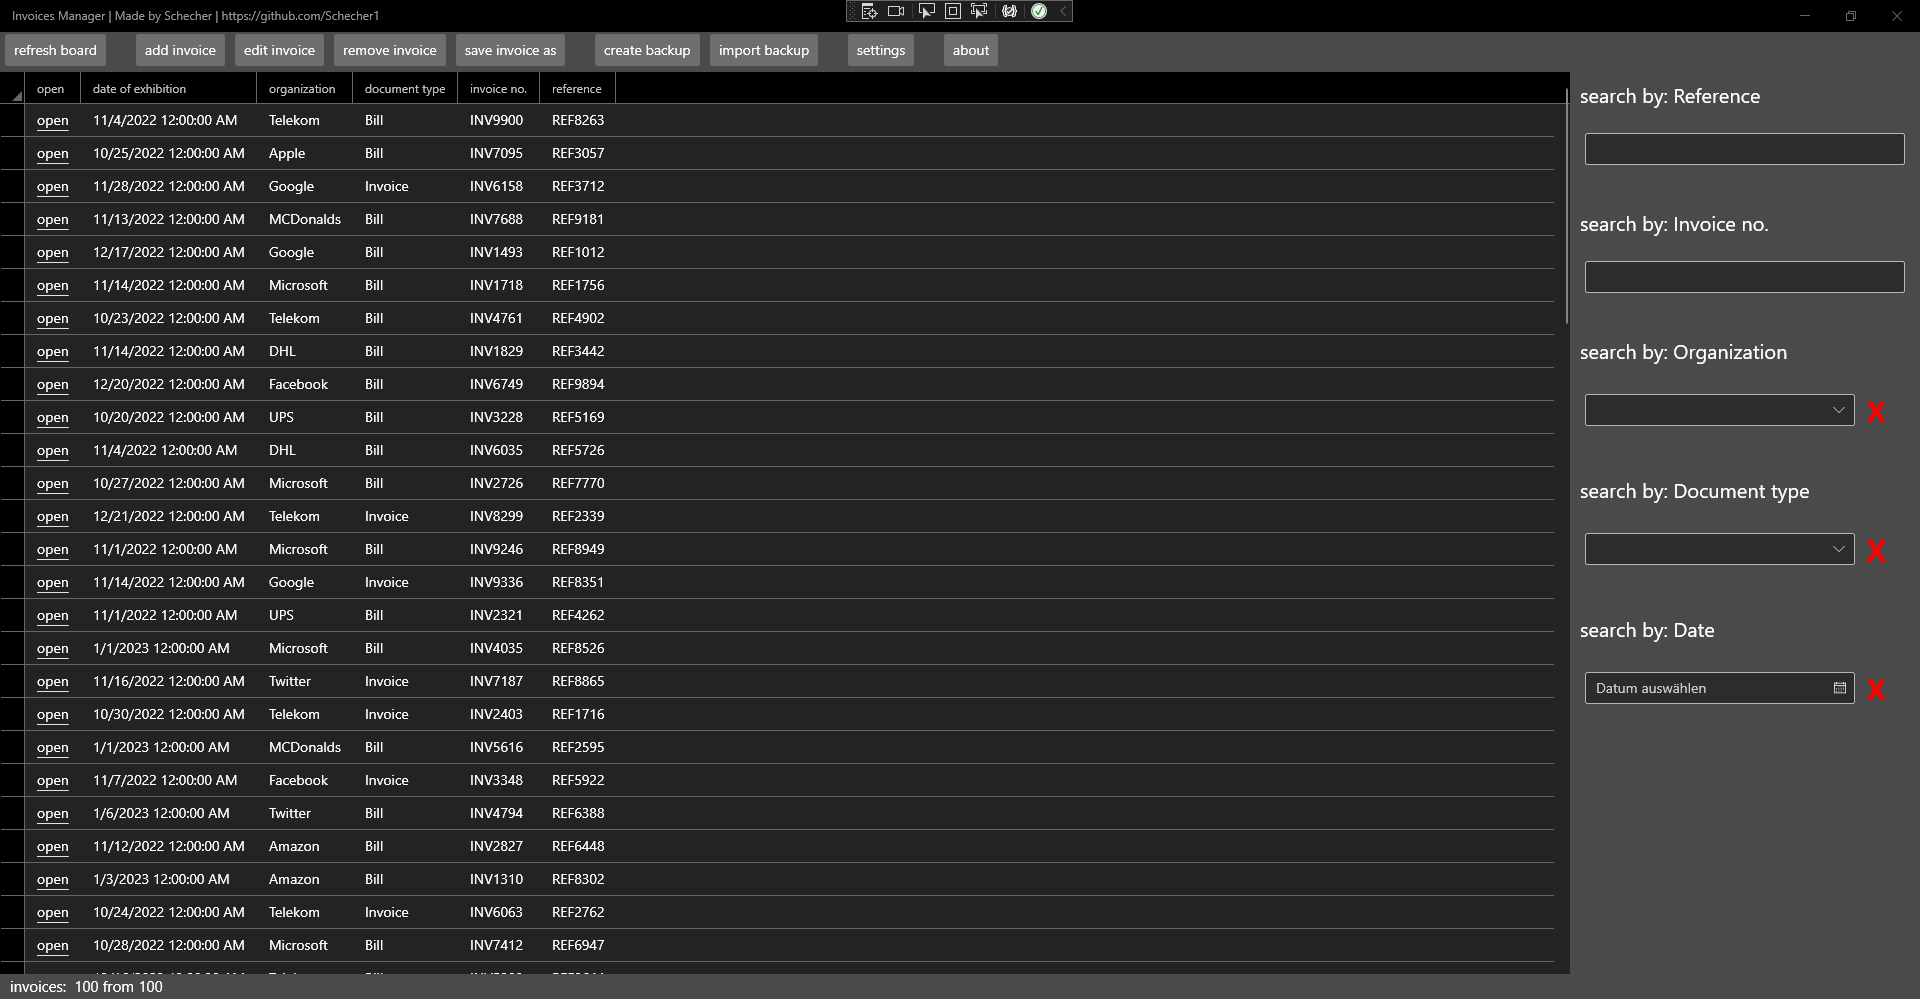 Invoices Manager | Made by Schecher | https://github.com/Schecher1
refresh board add invoice edit invoice remove invoice save invoice as create backup import backup settings about
open date of exhibition organization document type invoice no. reference
open 11/4/2022 12:00:00 AM Telekom Bill INV9900 REF8263
open 10/25/2022 12:00:00 AM Apple Bill INV7095 REF3057
open 11/28/2022 12:00:00 AM Google Invoice INV6158 REF3712
open 11/13/2022 12:00:00 AM MCDonalds Bill INV7688 REF9181
open 12/17/2022 12:00:00 AM Google Bill INV1493 REF1012
open 11/14/2022 12:00:00 AM Microsoft Bill INV1718 REF1756
open 10/23/2022 12:00:00 AM Telekom Bill INV4761 REF4902
open 11/14/2022 12:00:00 AM DHL Bill INV1829 REF3442
open 12/20/2022 12:00:00 AM Facebook Bill INV6749 REF9894
open 10/20/2022 12:00:00 AM UPS Bill INV3228 REF5169
open 11/4/2022 12:00:00 AM DHL Bill INV6035 REF5726
open 10/27/2022 12:00:00 AM Microsoft Bill INV2726 REF7770
open 12/21/2022 12:00:00 AM Telekom Invoice INV8299 REF2339
open 11/1/2022 12:00:00 AM Microsoft Bill INV9246 REF8949
open 11/14/2022 12:00:00 AM Google Invoice INV9336 REF8351
open 11/1/2022 12:00:00 AM UPS Bill INV2321 REF4262
open 1/1/2023 12:00:00 AM Microsoft Bill INV4035 REF8526
open 11/16/2022 12:00:00 AM Twitter Invoice INV7187 REF8865
open 10/30/2022 12:00:00 AM Telekom Invoice INV2403 REF1716
open 1/1/2023 12:00:00 AM MCDonalds Bill INV5616 REF2595
open 11/7/2022 12:00:00 AM Facebook Invoice INV3348 REF5922
open 1/6/2023 12:00:00 AM Twitter Bill INV4794 REF6388
open 11/12/2022 12:00:00 AM Amazon Bill INV2827 REF6448
open 1/3/2023 12:00:00 AM Amazon Bill INV1310 REF8302
open 10/24/2022 12:00:00 AM Telekom Invoice INV6063 REF2762
open 10/28/2022 12:00:00 AM Microsoft Bill INV7412 REF6947
search by: Reference
search by: Invoice no.
search by: Organization
X
search by: Document type
X
search by: Date
Datum auswählen X
invoices: 100 from 100